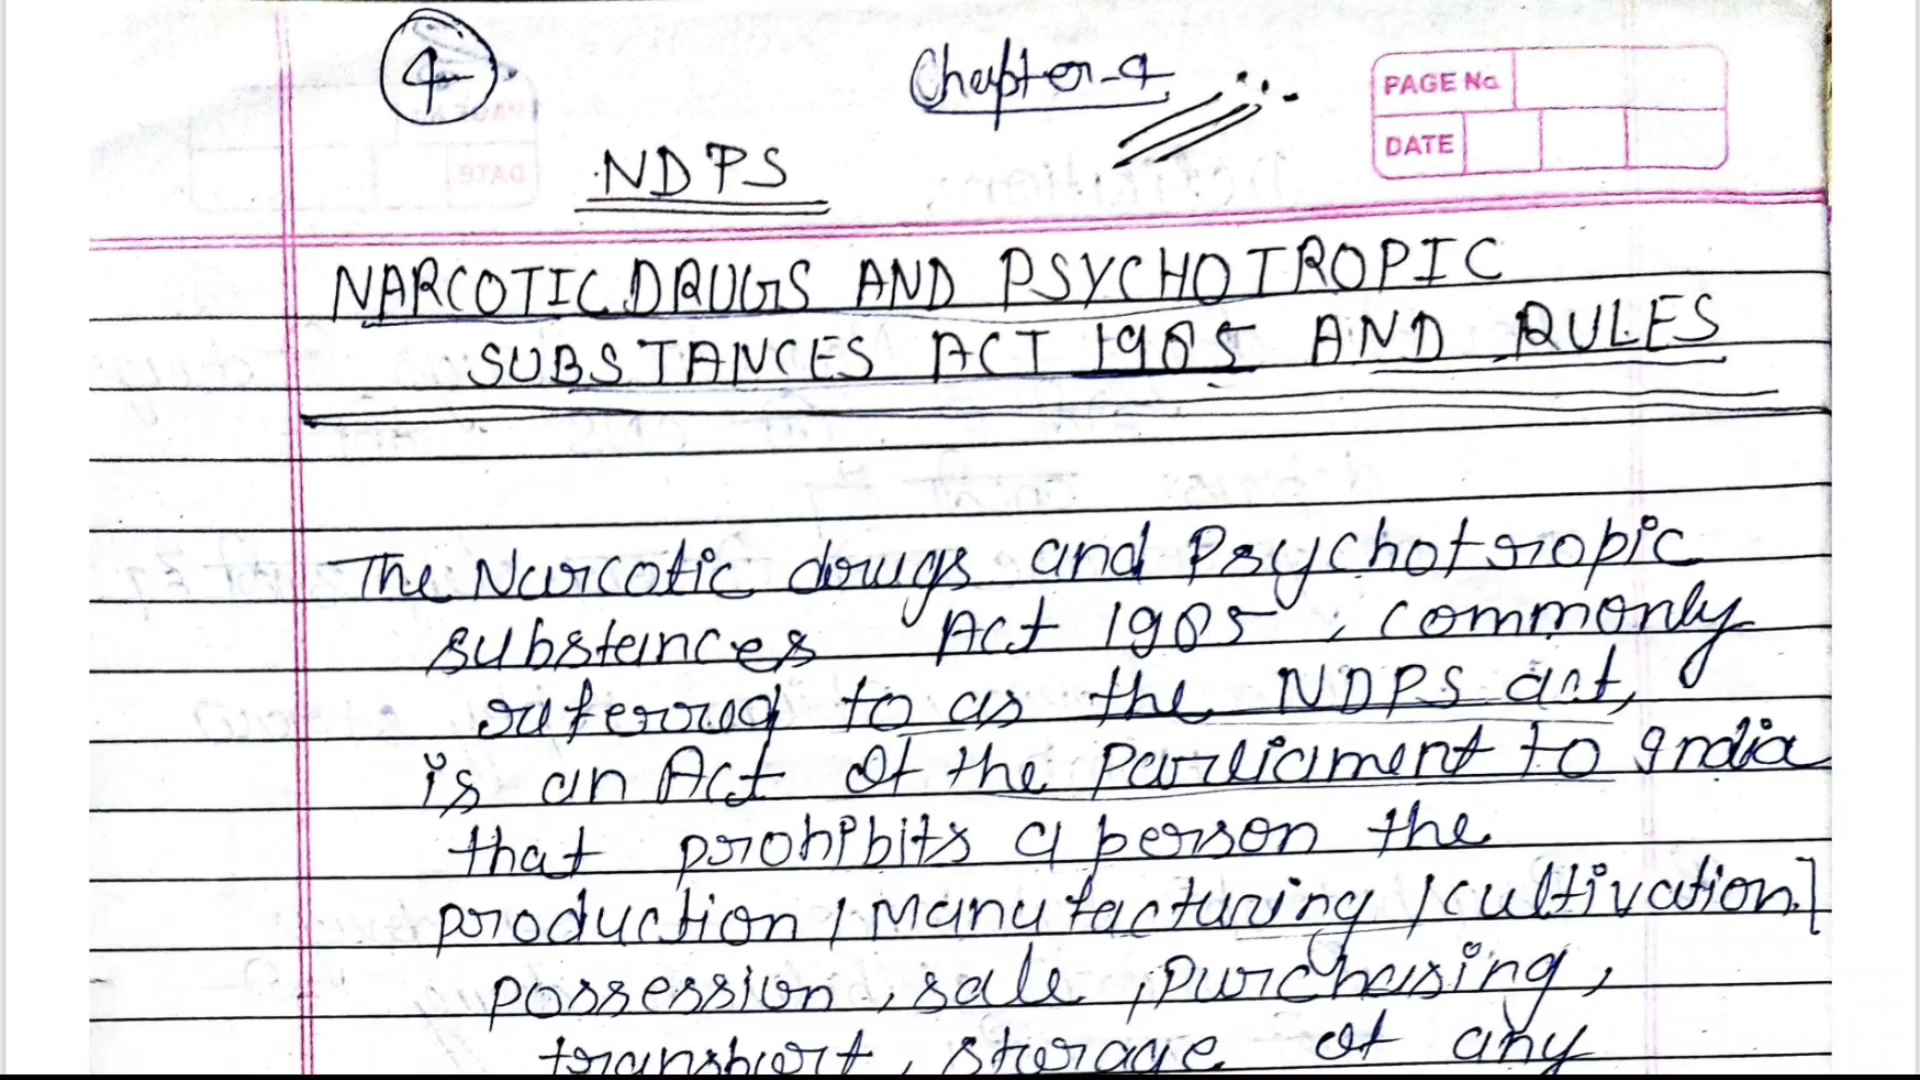 4
Chapter-4
PAGE No.
DATE
NDPS
NARCOTIC DRUGS AND PSYCHOTROPIC
SUBSTANCES ACT 1985 AND RULES
The Narcotic drugs and Psychotropic
substances Act 1985, commonly
referred to as the NDPS act,
is an Act of the Parliament to India
that prohibits a person the
production / Manufacturing / cultivation]
possession, sale, purchasing,
transport, storage of any